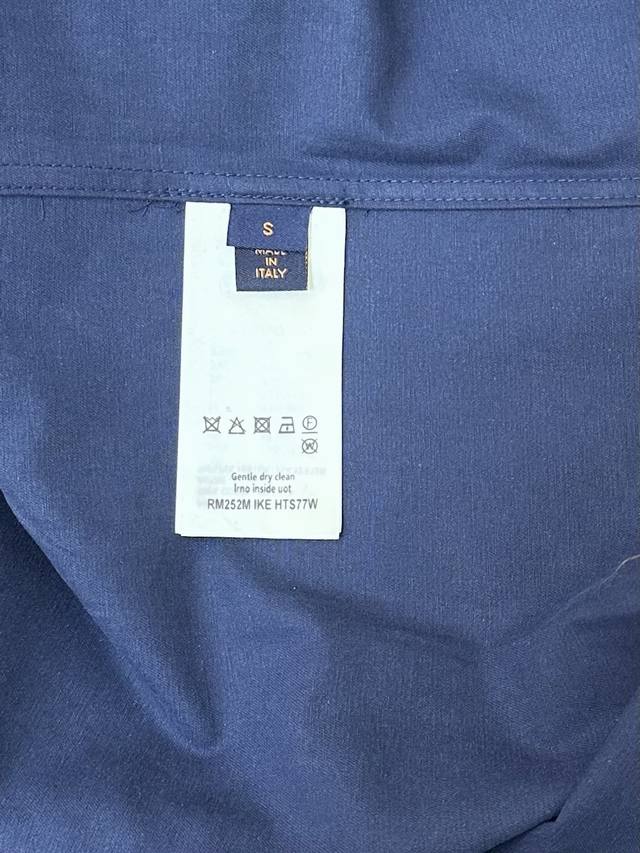 S
MADE
IN
ITALY
F
W
Gentle dry clean
Irno inside uot
RM252M IKE HTS77W